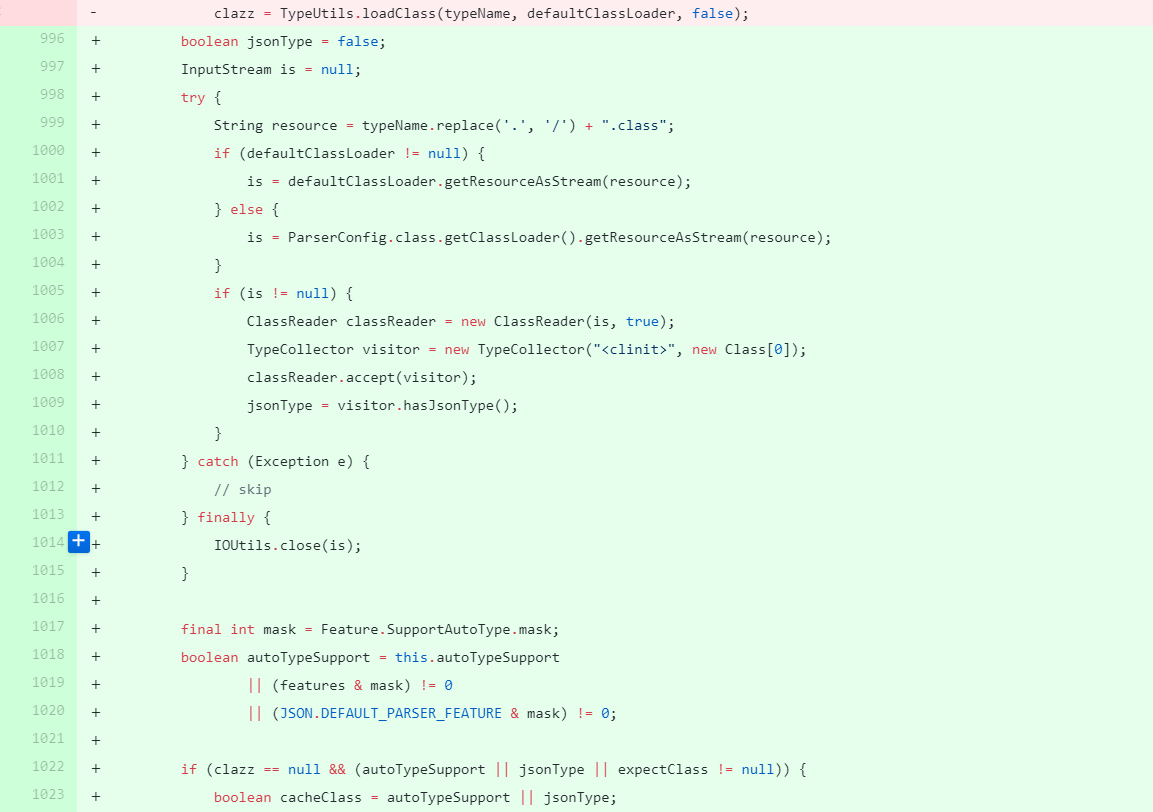 -                clazz = TypeUtils.loadClass(typeName, defaultClassLoader, false);
996  +          boolean jsonType = false;
997  +          InputStream is = null;
998  +          try {
999  +              String resource = typeName.replace('.', '/') + ".class";
1000 +              if (defaultClassLoader != null) {
1001 +                  is = defaultClassLoader.getResourceAsStream(resource);
1002 +              } else {
1003 +                  is = ParserConfig.class.getClassLoader().getResourceAsStream(resource);
1004 +              }
1005 +              if (is != null) {
1006 +                  ClassReader classReader = new ClassReader(is, true);
1007 +                  TypeCollector visitor = new TypeCollector("<clinit>", new Class[0]);
1008 +                  classReader.accept(visitor);
1009 +                  jsonType = visitor.hasJsonType();
1010 +              }
1011 +          } catch (Exception e) {
1012 +              // skip
1013 +          } finally {
1014 + +            IOUtils.close(is);
1015 +          }
1016 +
1017 +          final int mask = Feature.SupportAutoType.mask;
1018 +          boolean autoTypeSupport = this.autoTypeSupport
1019 +                  || (features & mask) != 0
1020 +                  || (JSON.DEFAULT_PARSER_FEATURE & mask) != 0;
1021 +
1022 +          if (clazz == null && (autoTypeSupport || jsonType || expectClass != null)) {
1023 +              boolean cacheClass = autoTypeSupport || jsonType;